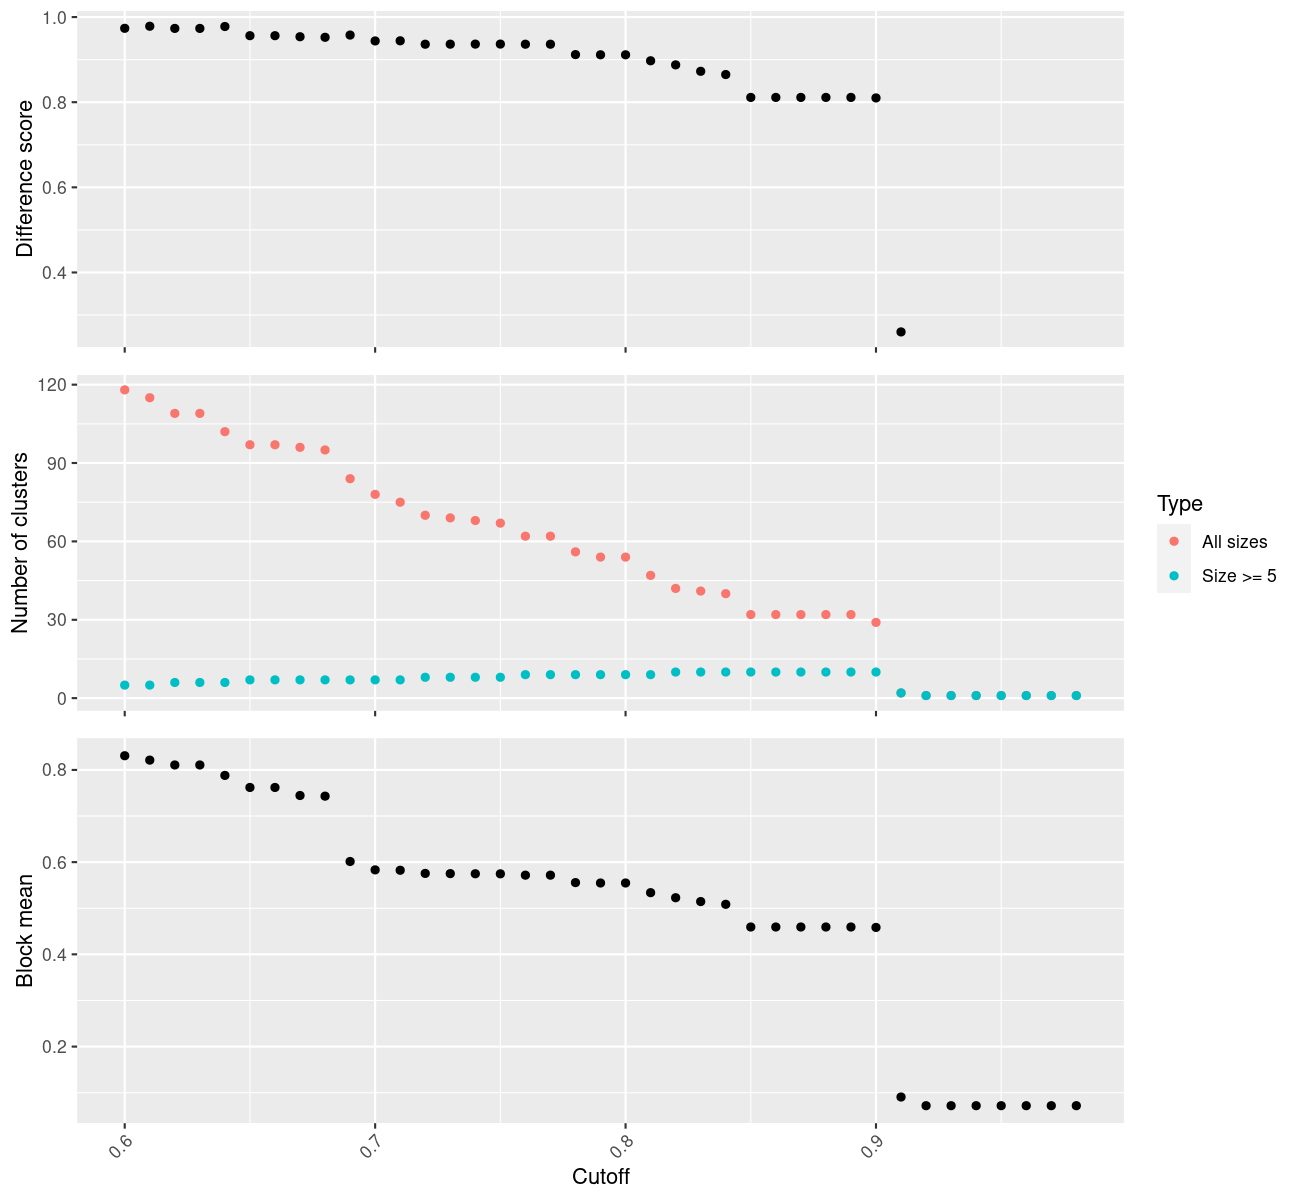 1.0
0.8
0.6
0.4
Difference score
120
90
60
30
0
Number of clusters
Type
All sizes
Size >= 5
0.8
0.6
0.4
0.2
Block mean
0.6
0.7
0.8
0.9
Cutoff